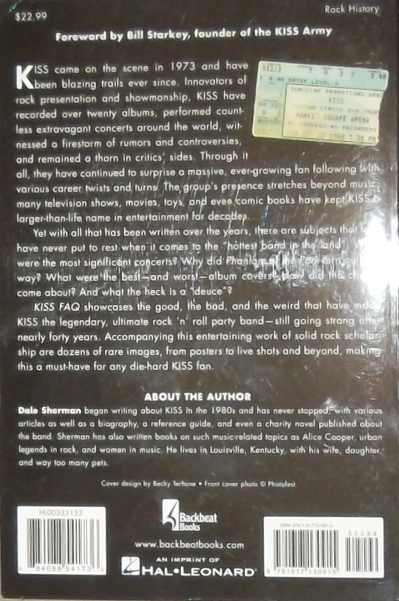 $22.99
Rock History
Foreword by Bill Starkey, founder of the KISS Army
KISS came on the scene in 1973 and have
been blazing trails ever since. Innovators of
rock presentation and showmanship, KISS have
recorded over twenty albums, performed count-
less extravagant concerts around the world, wit-
nessed a firestorm of rumors and controversies,
and remained a thorn in critics' sides. Through it
all, they have continued to surprise a massive, ever-growing fan following with
various career twists and turns. The group's presence stretches beyond music,
many television shows, movies, toys, and even comic books have kept KISS
larger-than-life name in entertainment for decades.
Yet with all that has been written over the years, there are subjects that
have never put to rest when it comes to the "hottest band in the land".
were the most significant concerts? Why did
way? What were the best—and worst—album covers? did this
come about? And what the heck is a "deuce"?
KISS FAQ showcases the good, the bad, and the weird that have made
KISS the legendary, ultimate rock 'n' roll party band—still going strong after
nearly forty years. Accompanying this entertaining work of solid rock scholar-
ship are dozens of rare images, from posters to live shots and beyond, making
this a must-have for any die-hard KISS fan.
KISS
MARKET SQUARE ARENA
ABOUT THE AUTHOR
Dale Sherman began writing about KISS in the 1980s and has never stopped, with various
articles as well as a biography, a reference guide, and even a charity novel published about
the band. Sherman has also written books on such music-related topics as Alice Cooper, urban
legends in rock, and women in music. He lives in Louisville, Kentucky, with his wife, daughter,
and way too many pets.
Cover design by Becky Terhune • Front cover photo © Photofest
HL00333153
Backbeat
Books
www.backbeatbooks.com
AN IMPRINT OF
HAL•LEONARD
52299